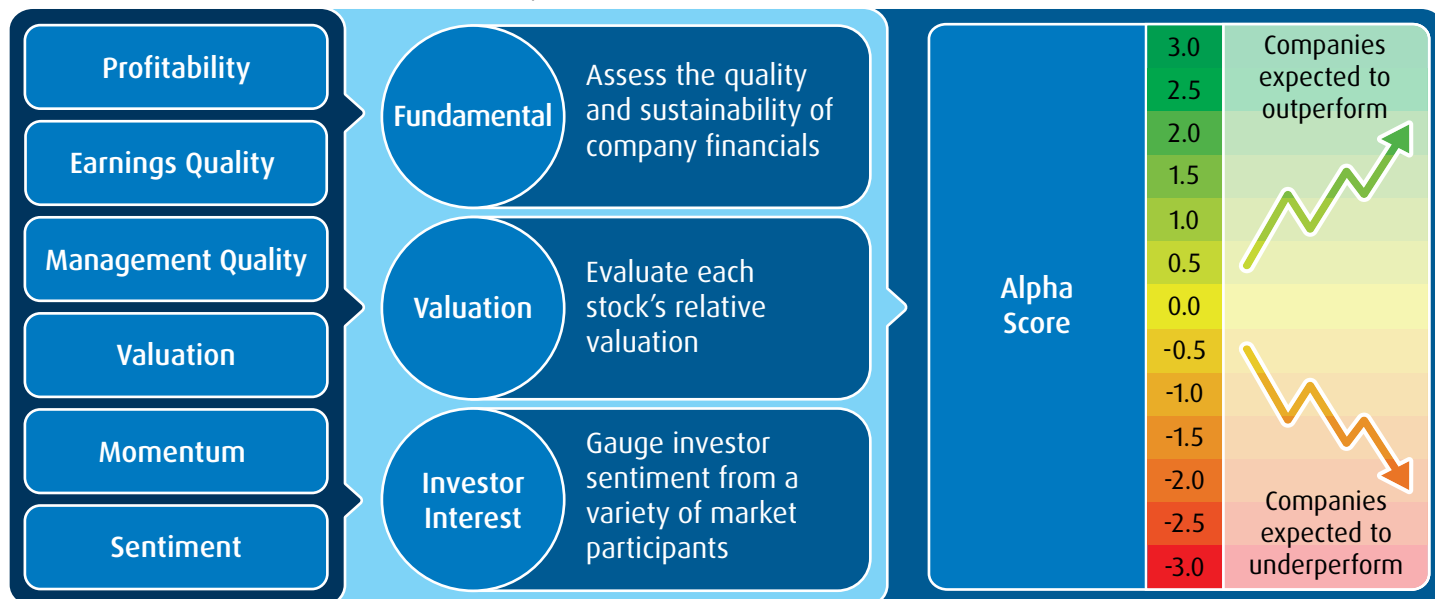 Profitability
Earnings Quality
Management Quality
Valuation
Momentum
Sentiment
Fundamental
Assess the quality
and sustainability of
company financials
Valuation
Evaluate each
stock’s relative
valuation
Investor
Interest
Gauge investor
sentiment from a
variety of market
participants
Alpha
Score
3.0
2.5
2.0
1.5
1.0
0.5
0.0
-0.5
-1.0
-1.5
-2.0
-2.5
-3.0
Companies
expected to
outperform
Companies
expected to
underperform